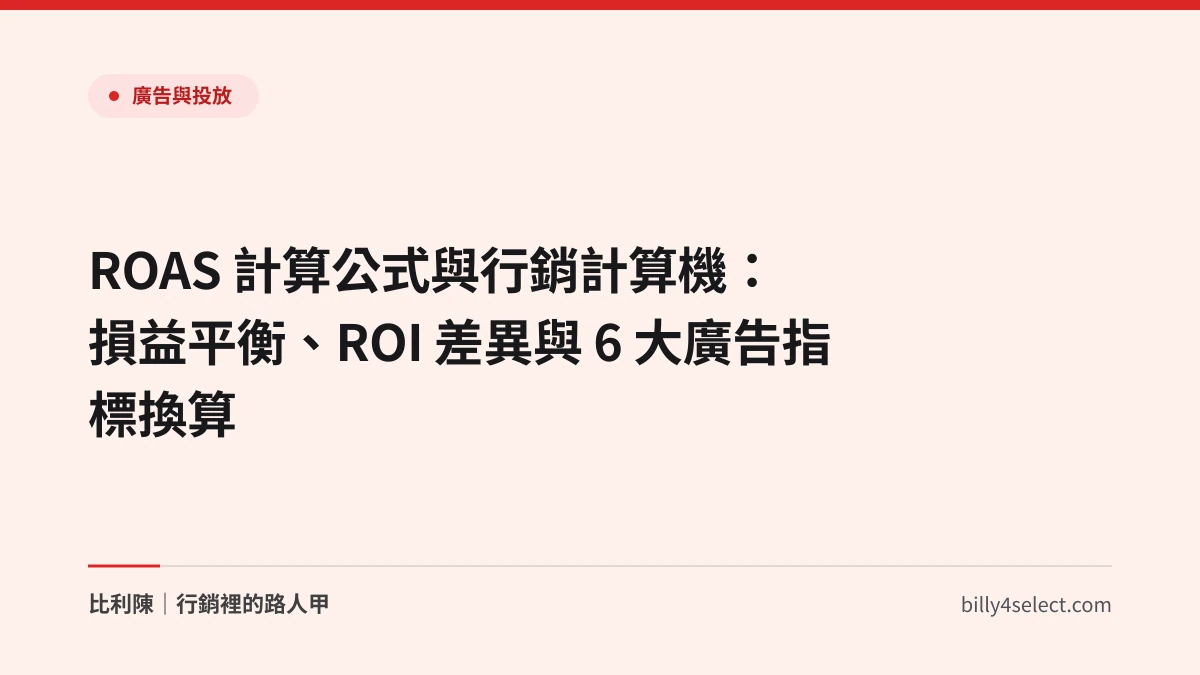 廣告與投放
ROAS 計算公式與行銷計算機：
損益平衡、ROI 差異與 6 大廣告指
標換算
比利陳｜行銷裡的路人甲
billy4select.com